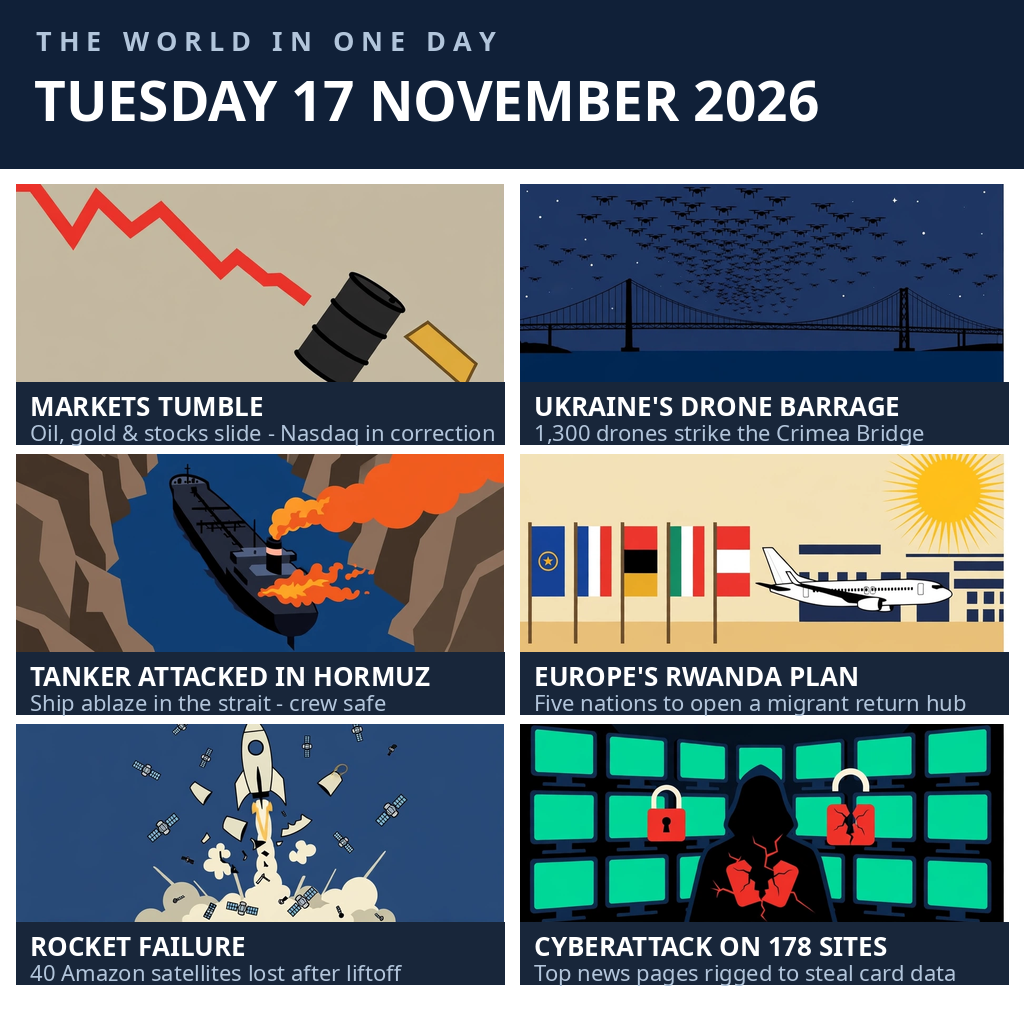 THE WORLD IN ONE DAY
TUESDAY 17 NOVEMBER 2026
MARKETS TUMBLE
Oil, gold & stocks slide - Nasdaq in correction
UKRAINE'S DRONE BARRAGE
1,300 drones strike the Crimea Bridge
TANKER ATTACKED IN HORMUZ
Ship ablaze in the strait - crew safe
EUROPE'S RWANDA PLAN
Five nations to open a migrant return hub
ROCKET FAILURE
40 Amazon satellites lost after liftoff
CYBERATTACK ON 178 SITES
Top news pages rigged to steal card data